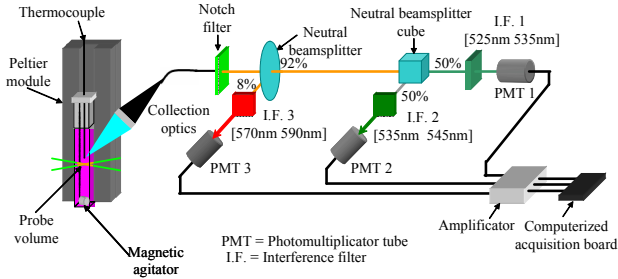 Thermocouple
Notch
filter
Neutral
beamsplitter
Neutral beamsplitter
cube
I.F. 1
[525nm 535nm]
Peltier
module
92%
50%
8%
PMT 1
Collection
optics
I.F. 3
[570nm 590nm]
50%
I.F. 2
[535nm 545nm]
PMT 3
PMT 2
Probe
volume
Magnetic
agitator
PMT = Photomultiplicator tube
I.F. = Interference filter
Amplificator
Computerized
acquisition board